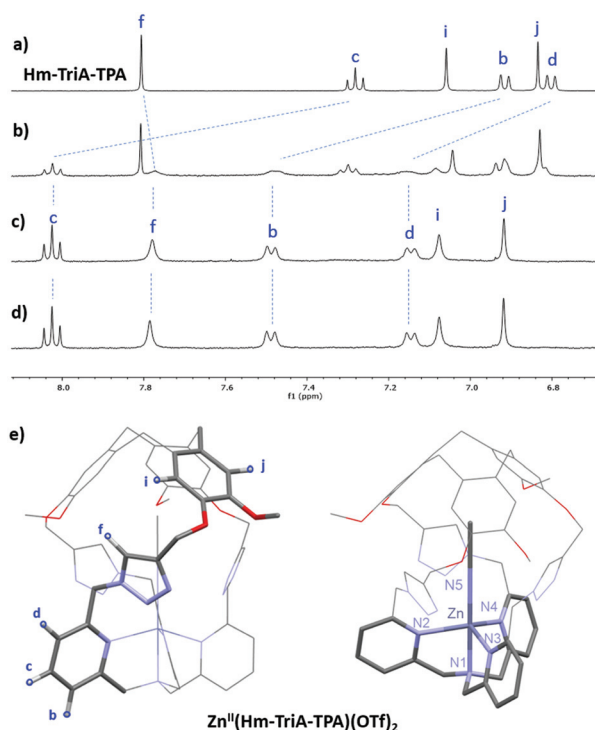 a)
Hm-TriA-TPA
f
c
i
b
j
d
b)
c)
c
f
b
d
i
j
d)
8.0 7.8 7.6 7.4 7.2 7.0 6.8
f1 (ppm)
e)
j
i
f
d
c
b
N5
Zn
N4
N2
N3
N1
Zn^II(Hm-TriA-TPA)(OTf)₂